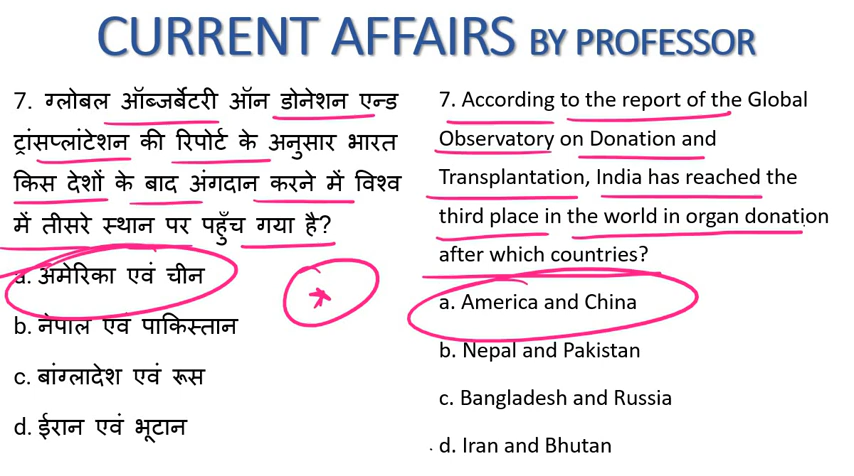 CURRENT AFFAIRS BY PROFESSOR
7. ग्लोबल ऑब्जर्बेटरी ऑन डोनेशन एन्ड
ट्रांसप्लांटेशन की रिपोर्ट के अनुसार भारत
किस देशों के बाद अंगदान करने में विश्व
में तीसरे स्थान पर पहुँच गया है?
a. अमेरिका एवं चीन
b. नेपाल एवं पाकिस्तान
c. बांग्लादेश एवं रूस
d. ईरान एवं भूटान
7. According to the report of the Global
Observatory on Donation and
Transplantation, India has reached the
third place in the world in organ donation
after which countries?
a. America and China
b. Nepal and Pakistan
c. Bangladesh and Russia
d. Iran and Bhutan